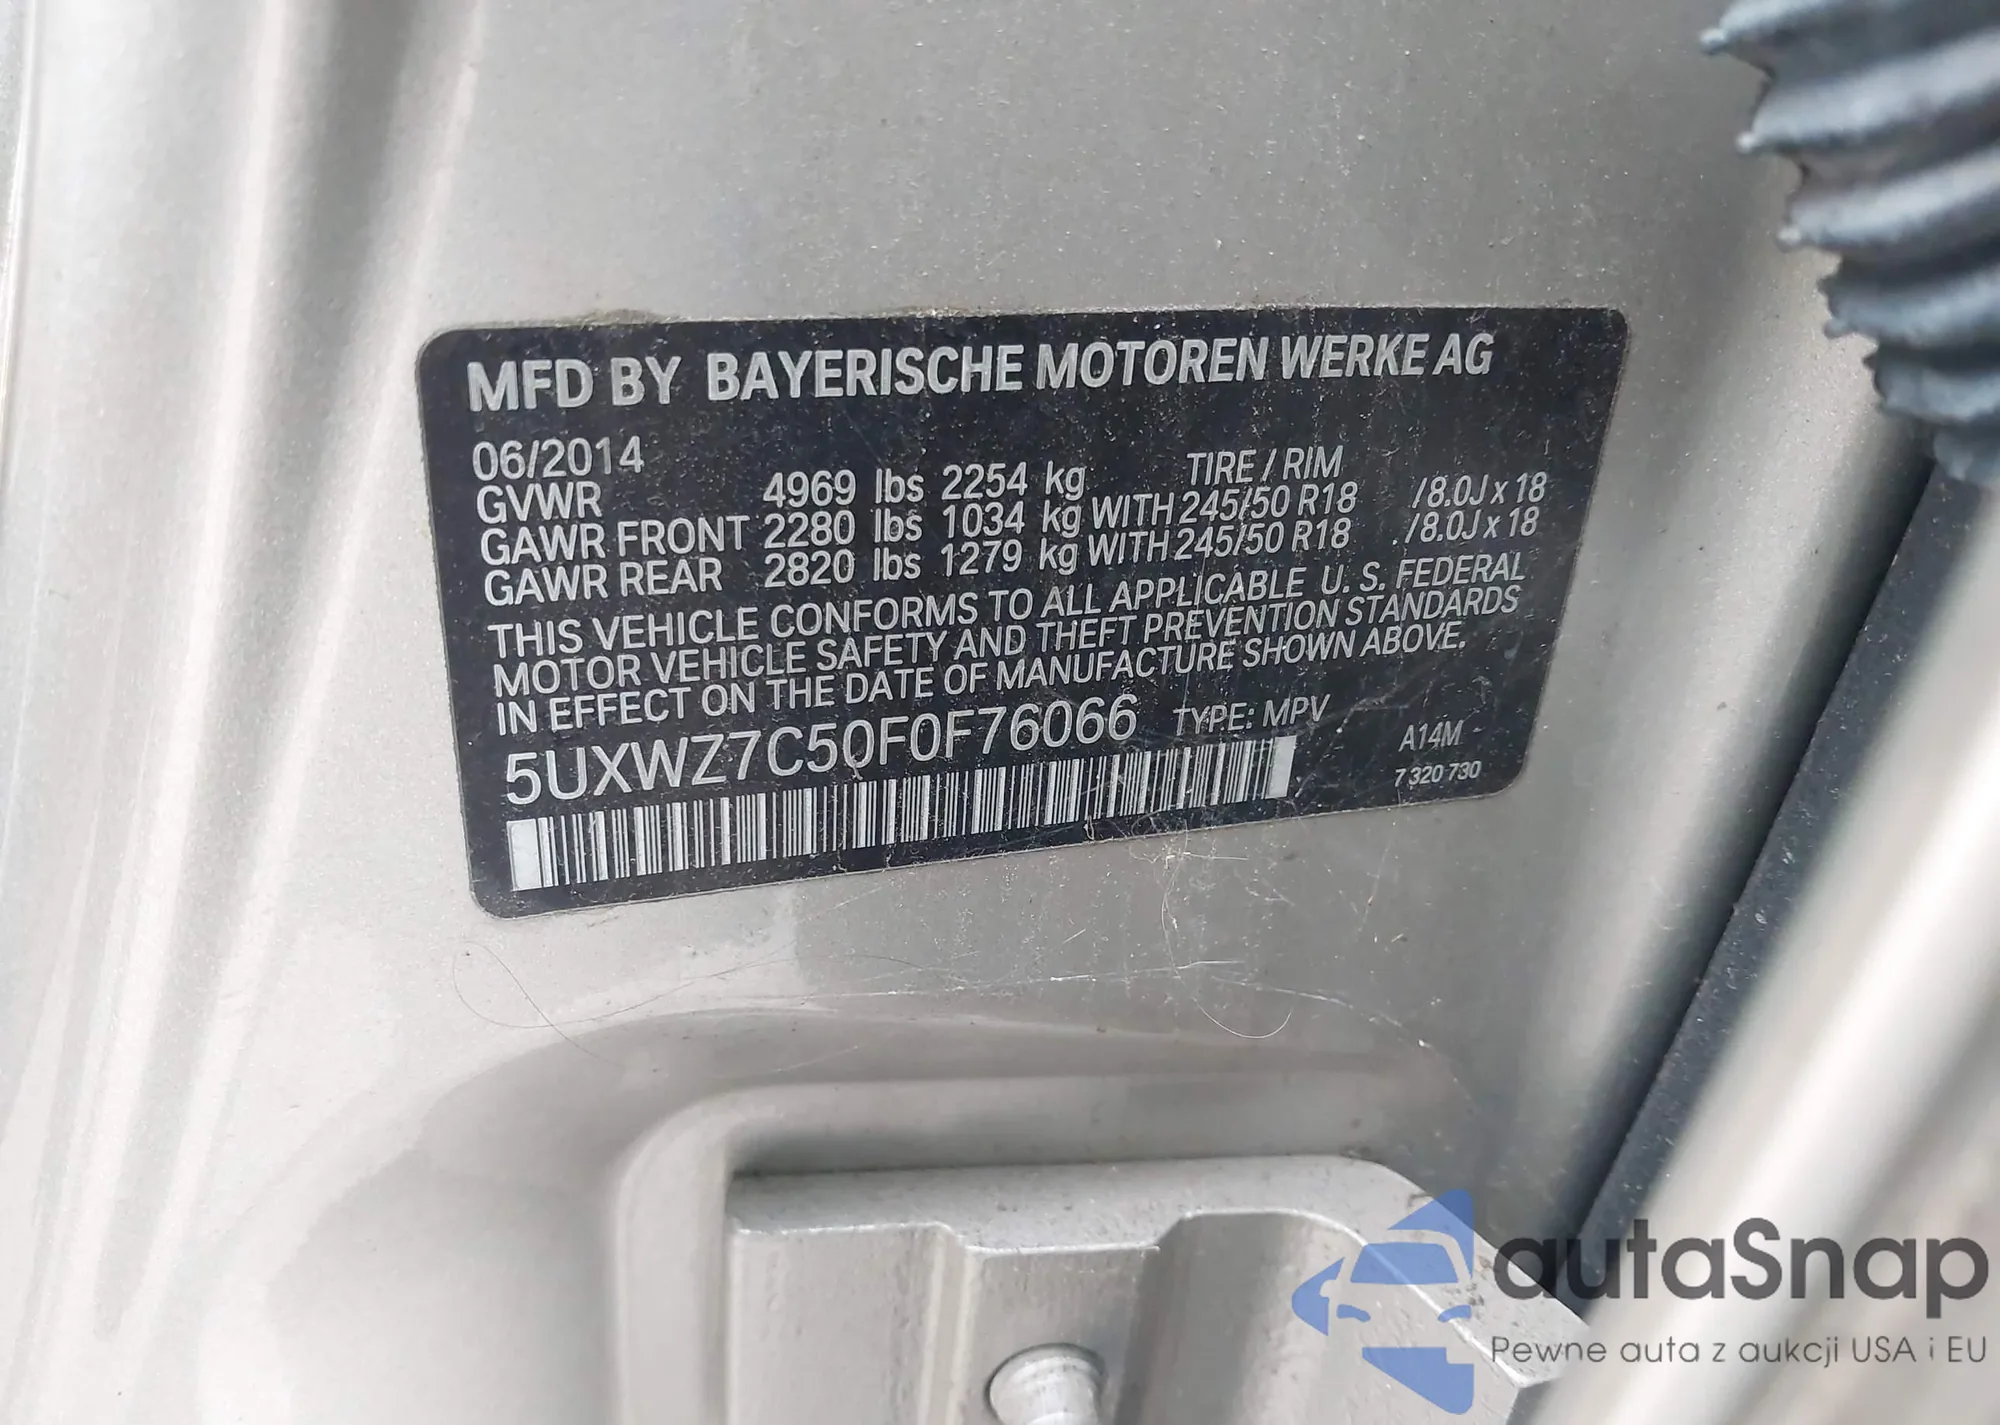 MFD BY BAYERISCHE MOTOREN WERKE AG
06/2014
TIRE / RIM
GVWR 4969 lbs 2254 kg
GAWR FRONT 2280 lbs 1034 kg WITH 245/50 R18 /8.0J x 18
GAWR REAR 2820 lbs 1279 kg WITH 245/50 R18 /8.0J x 18
THIS VEHICLE CONFORMS TO ALL APPLICABLE U. S. FEDERAL
MOTOR VEHICLE SAFETY AND THEFT PREVENTION STANDARDS
IN EFFECT ON THE DATE OF MANUFACTURE SHOWN ABOVE.
5UXWZ7C50F0F76066 TYPE: MPV
A14M
7 320 730
autaSnap
Pewne auta z aukcji USA i EU